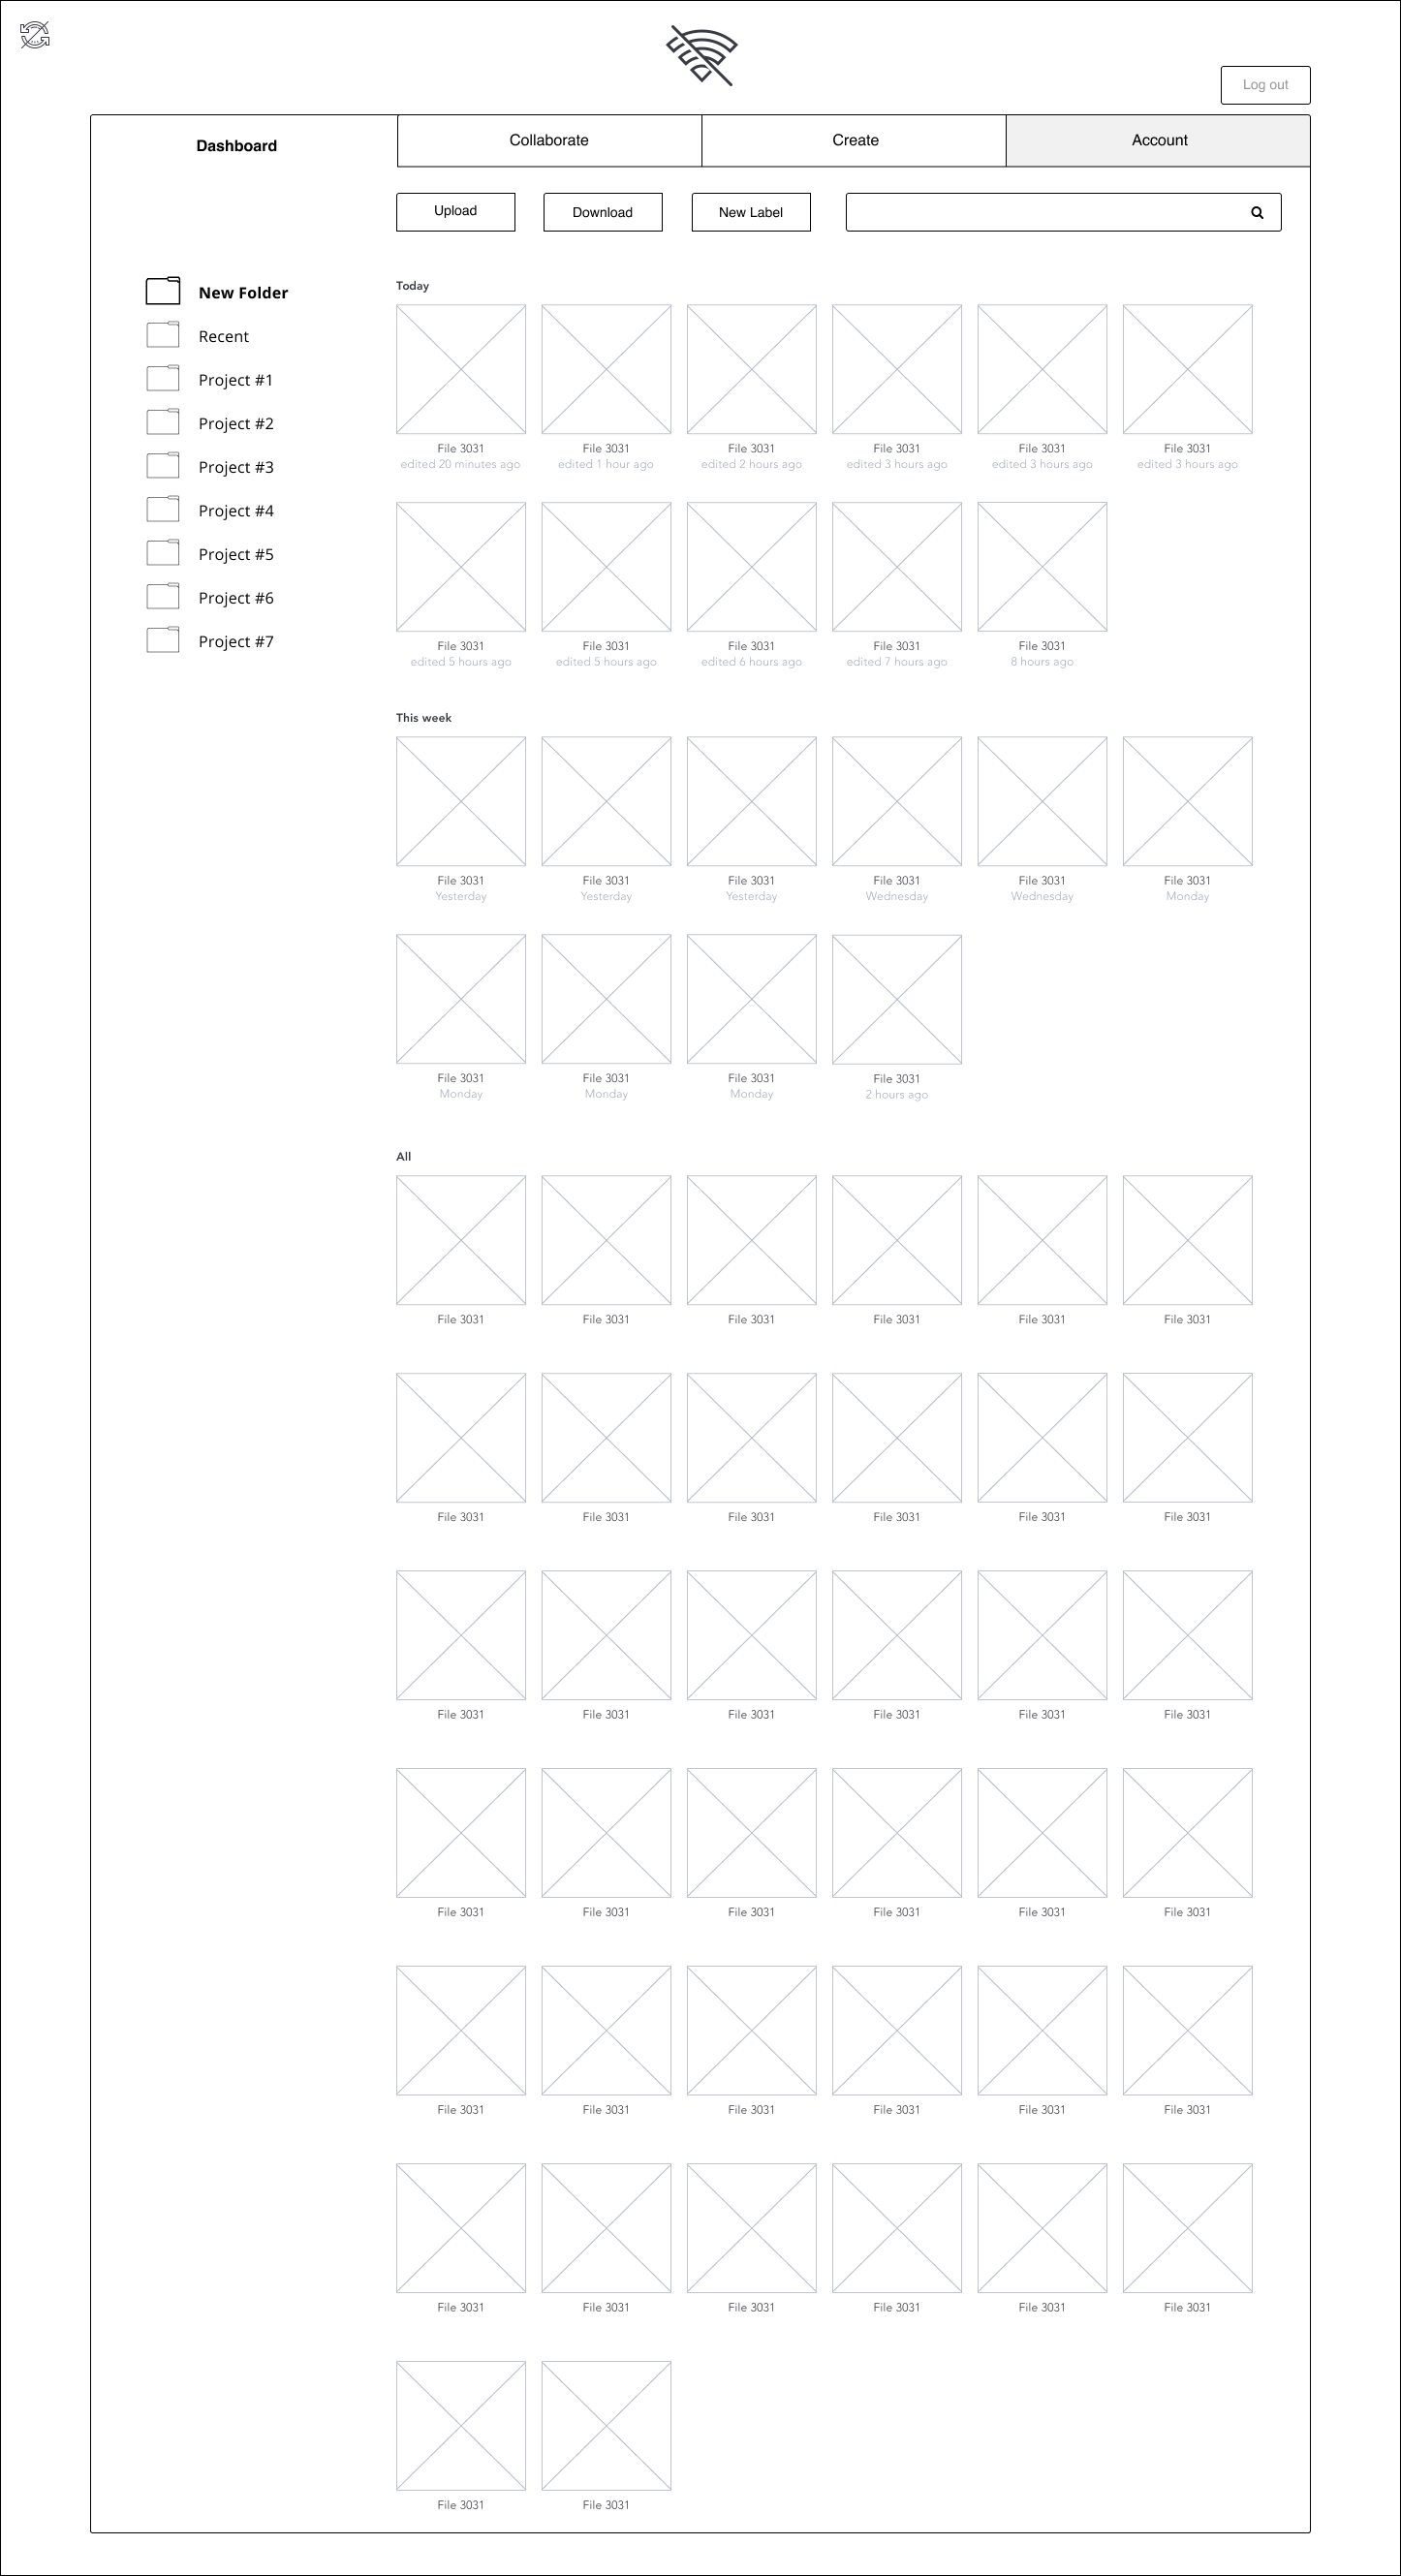 Log out
Dashboard
Collaborate
Create
Account
Upload
Download
New Label
New Folder
Recent
Project #1
Project #2
Project #3
Project #4
Project #5
Project #6
Project #7
Today
File 3031 File 3031 File 3031 File 3031 File 3031 File 3031
edited 20 minutes ago edited 1 hour ago edited 2 hours ago edited 3 hours ago edited 3 hours ago edited 3 hours ago
File 3031 File 3031 File 3031 File 3031 File 3031
edited 5 hours ago edited 5 hours ago edited 6 hours ago edited 7 hours ago 8 hours ago
This week
File 3031 File 3031 File 3031 File 3031 File 3031 File 3031
Yesterday Yesterday Yesterday Wednesday Wednesday Monday
File 3031 File 3031 File 3031 File 3031
Monday Monday Monday 2 hours ago
All
File 3031 File 3031 File 3031 File 3031 File 3031 File 3031
File 3031 File 3031 File 3031 File 3031 File 3031 File 3031
File 3031 File 3031 File 3031 File 3031 File 3031 File 3031
File 3031 File 3031 File 3031 File 3031 File 3031 File 3031
File 3031 File 3031 File 3031 File 3031 File 3031 File 3031
File 3031 File 3031 File 3031 File 3031 File 3031 File 3031
File 3031 File 3031